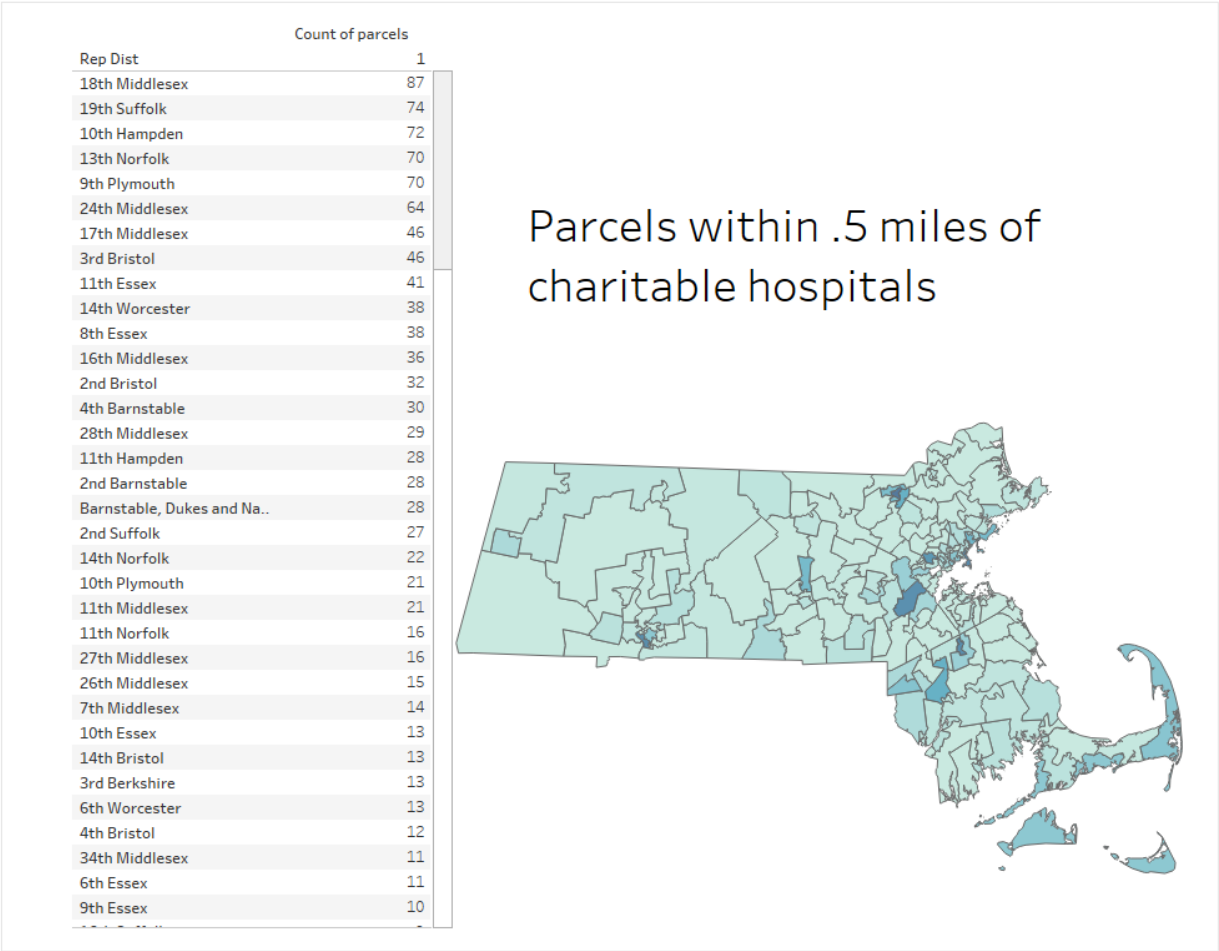 Count of parcels
Rep Dist 1
18th Middlesex 87
19th Suffolk 74
10th Hampden 72
13th Norfolk 70
9th Plymouth 70
24th Middlesex 64
17th Middlesex 46
3rd Bristol 46
11th Essex 41
14th Worcester 38
8th Essex 38
16th Middlesex 36
2nd Bristol 32
4th Barnstable 30
28th Middlesex 29
11th Hampden 28
2nd Barnstable 28
Barnstable, Dukes and Na.. 28
2nd Suffolk 27
14th Norfolk 22
10th Plymouth 21
11th Middlesex 21
11th Norfolk 16
27th Middlesex 16
26th Middlesex 15
7th Middlesex 14
10th Essex 13
14th Bristol 13
3rd Berkshire 13
6th Worcester 13
4th Bristol 12
34th Middlesex 11
6th Essex 11
9th Essex 10
Parcels within .5 miles of
charitable hospitals